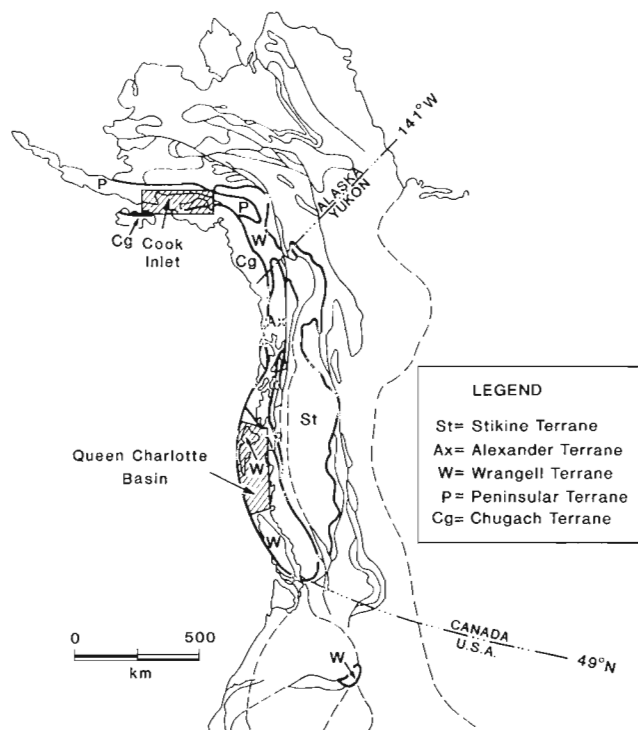 141°W
ALASKA
YUKON
P
P
Cg
Cook
Inlet
W
Cg
Ax
St
Queen Charlotte
Basin
W
W
LEGEND
St= Stikine Terrane
Ax= Alexander Terrane
W= Wrangell Terrane
P= Peninsular Terrane
Cg= Chugach Terrane
CANADA
U.S.A.
49°N
W
0 500
km